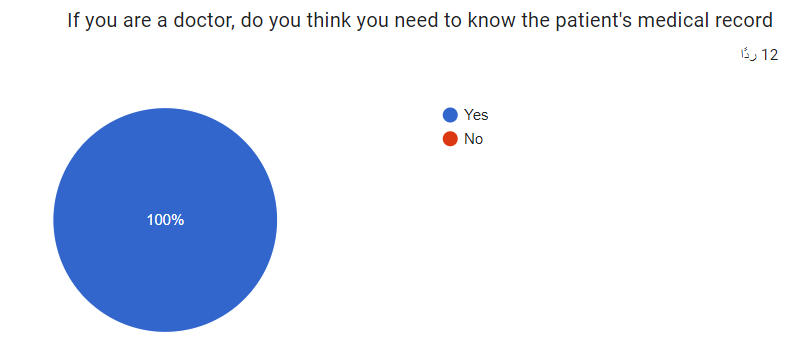 If you are a doctor, do you think you need to know the patient's medical record
12 ردًا
Yes
No
100%